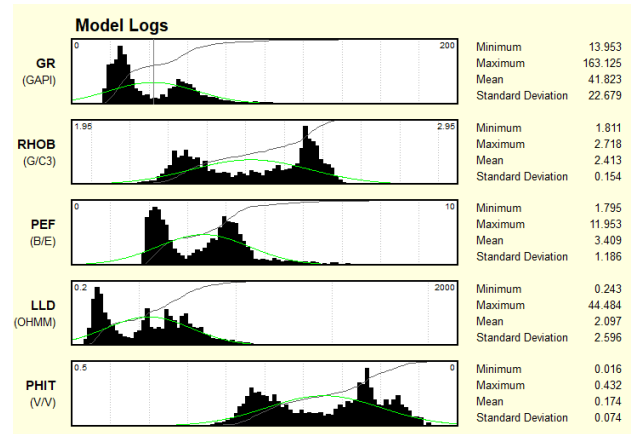 Model Logs
GR
(GAPI)
0 200
Minimum 13.953
Maximum 163.125
Mean 41.823
Standard Deviation 22.679
RHOB
(G/C3)
1.95 2.95
Minimum 1.811
Maximum 2.718
Mean 2.413
Standard Deviation 0.154
PEF
(B/E)
0 10
Minimum 1.795
Maximum 11.953
Mean 3.409
Standard Deviation 1.186
LLD
(OHMM)
0.2 2000
Minimum 0.243
Maximum 44.484
Mean 2.097
Standard Deviation 2.596
PHIT
(V/V)
0.5 0
Minimum 0.016
Maximum 0.432
Mean 0.174
Standard Deviation 0.074